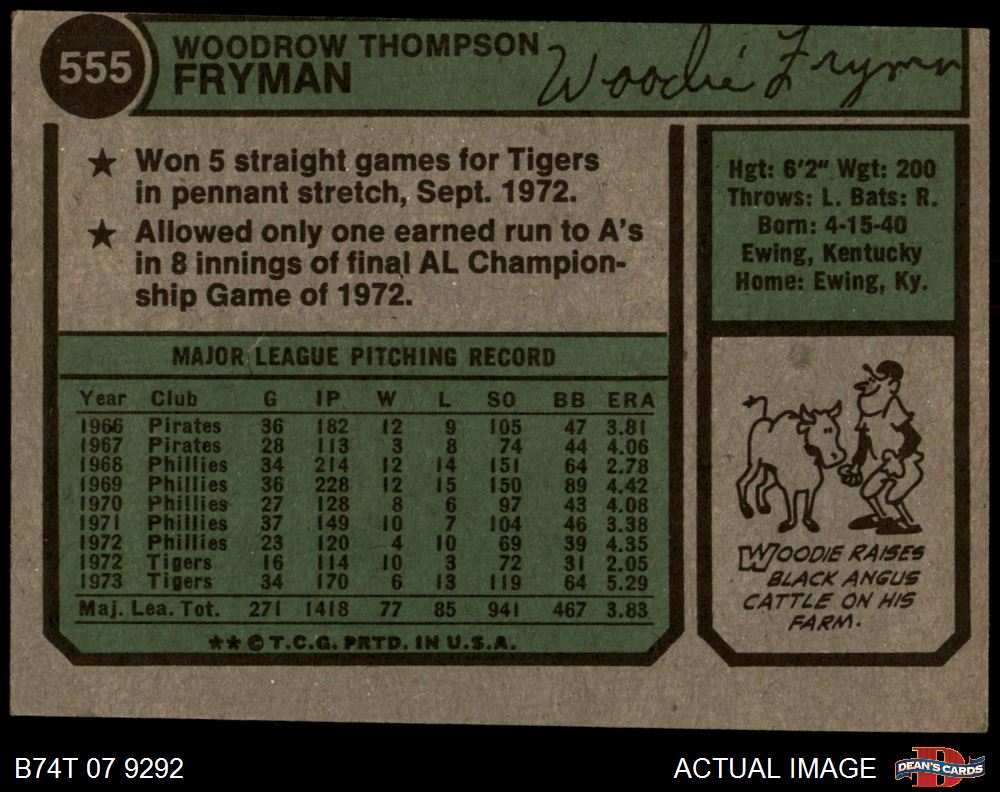 555
WOODROW THOMPSON
FRYMAN
Woodie Fryman
★ Won 5 straight games for Tigers
in pennant stretch, Sept. 1972.
★ Allowed only one earned run to A's
in 8 innings of final AL Champion-
ship Game of 1972.
Hgt: 6'2" Wgt: 200
Throws: L. Bats: R.
Born: 4-15-40
Ewing, Kentucky
Home: Ewing, Ky.
MAJOR LEAGUE PITCHING RECORD
Year Club G IP W L SO BB ERA
1966 Pirates 36 182 12 9 105 47 3.81
1967 Pirates 28 113 3 8 74 44 4.06
1968 Phillies 34 214 12 14 151 64 2.78
1969 Phillies 36 228 12 15 150 89 4.42
1970 Phillies 27 128 8 6 97 43 4.08
1971 Phillies 37 149 10 7 104 46 3.38
1972 Phillies 23 120 4 10 69 39 4.35
1972 Tigers 16 114 10 3 72 31 2.05
1973 Tigers 34 170 6 13 119 64 5.29
Maj. Lea. Tot. 271 1418 77 85 941 467 3.83
** © T.C.G. PRTD. IN U.S.A.
WOODIE RAISES
BLACK ANGUS
CATTLE ON HIS
FARM.
B74T 07 9292
ACTUAL IMAGE
D
DEAN'S CARDS